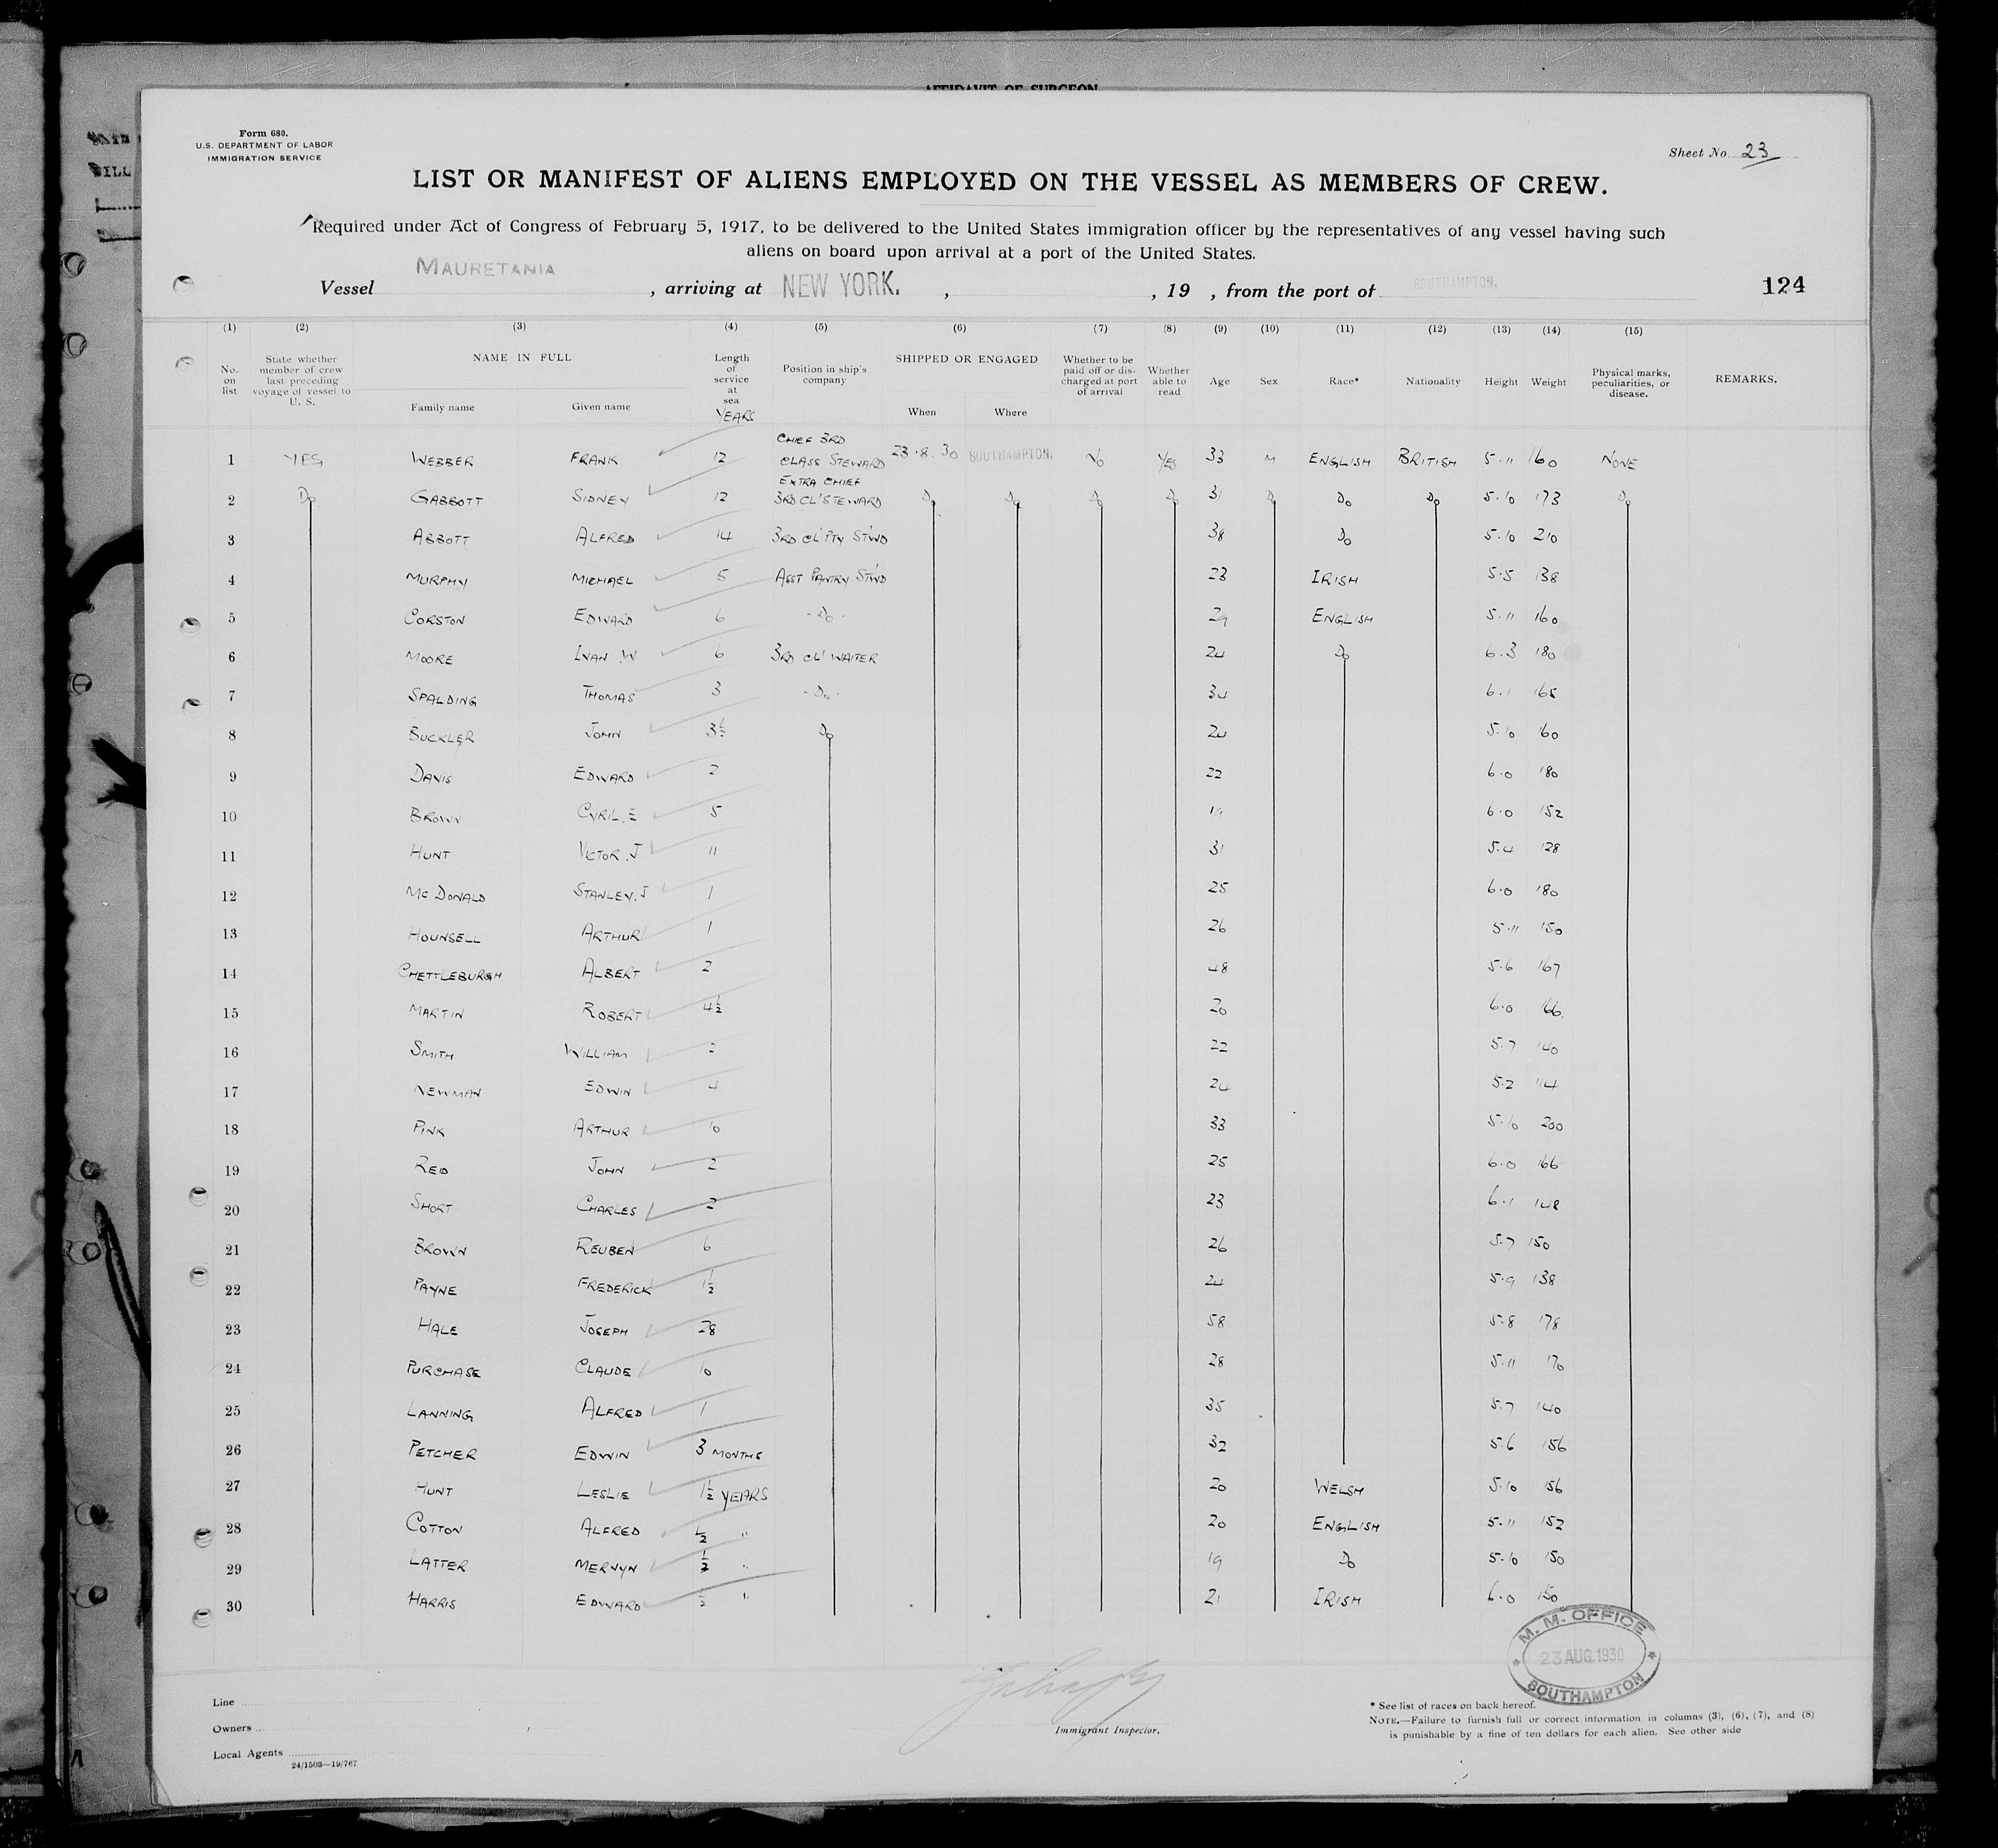 AFFIDAVIT OF SURGEON
Form 680.
U.S. DEPARTMENT OF LABOR
IMMIGRATION SERVICE
Sheet No 23
LIST OR MANIFEST OF ALIENS EMPLOYED ON THE VESSEL AS MEMBERS OF CREW.
Required under Act of Congress of February 5, 1917, to be delivered to the United States immigration officer by the representatives of any vessel having such
aliens on board upon arrival at a port of the United States.
Vessel MAURETANIA, arriving at NEW YORK. , , 19 , from the port of SOUTHAMPTON. 124
(1) (2) (3) (4) (5) (6) (7) (8) (9) (10) (11) (12) (13) (14) (15)
No. on list State whether member of crew last preceding voyage of vessel to U. S. NAME IN FULL Family name Given name Length of service at sea YEARS Position in ship's company SHIPPED OR ENGAGED When Where Whether to be paid off or discharged at port of arrival Whether able to read Age Sex Race* Nationality Height Weight Physical marks, peculiarities, or disease. REMARKS.
1 YES WEBBER FRANK 12 CHIEF 3RD CLASS STEWARD 23.8.30 SOUTHAMPTON. NO YES 33 M ENGLISH BRITISH 5.11 160 NONE
2 Do GABBOTT SIDNEY 12 EXTRA CHIEF 3RD CL' STEWARD Do Do Do Do 31 Do Do Do 5.10 173 Do
3 ABBOTT ALFRED 14 3RD CL' PTY STWD 38 Do 5.10 210
4 MURPHY MICHAEL 5 ASST PANTRY STWD 23 IRISH 5.5 138
5 CORSTON EDWARD 6 - Do - 29 ENGLISH 5.11 160
6 MOORE IVAN .W 6 3RD CL' WAITER 24 Do 6.3 180
7 SPALDING THOMAS 3 - Do - 34 6.1 168
8 BUCKLER JOHN 3½ Do 24 5.10 160
9 DAVIS EDWARD 2 22 6.0 180
10 BROWN CYRIL.E 5 19 6.0 152
11 HUNT VICTOR.J 11 31 5.4 128
12 MC DONALD STANLEY.J 1 25 6.0 180
13 HOUNSELL ARTHUR 1 26 5.11 150
14 CHETTLEBURGH ALBERT 2 48 5.6 167
15 MARTIN ROBERT 4½ 20 6.0 166.
16 SMITH WILLIAM 2 22 5.7 140
17 NEWMAN EDWIN 4 24 5.2 114
18 PINK ARTHUR 10 33 5.10 200
19 REID JOHN 2 25 6.0 166
20 SHORT CHARLES 2 23 6.1 148
21 BROWN REUBEN 6 26 5.7 150
22 PAYNE FREDERICK 1½ 24 5.9 138
23 HALE JOSEPH 28 58 5.8 178
24 PURCHASE CLAUDE 10 28 5.11 170
25 LANNING ALFRED 1 35 5.7 140
26 PETCHER EDWIN 3 MONTHS 32 5.6 156
27 HUNT LESLIE 1½ YEARS 20 WELSH 5.10 156
28 COTTON ALFRED ½ " 20 ENGLISH 5.11 152
29 LATTER MERVYN ½ " 19 Do 5.10 150
30 HARRIS EDWARD ½ " 21 IRISH 6.0 150
M. M. OFFICE
23 AUG. 1930
SOUTHAMPTON
Line
Owners
Local Agents
24/1503—19/767
Immigrant Inspector.
* See list of races on back hereof.
NOTE.—Failure to furnish full or correct information in columns (3), (6), (7), and (8)
is punishable by a fine of ten dollars for each alien. See other side